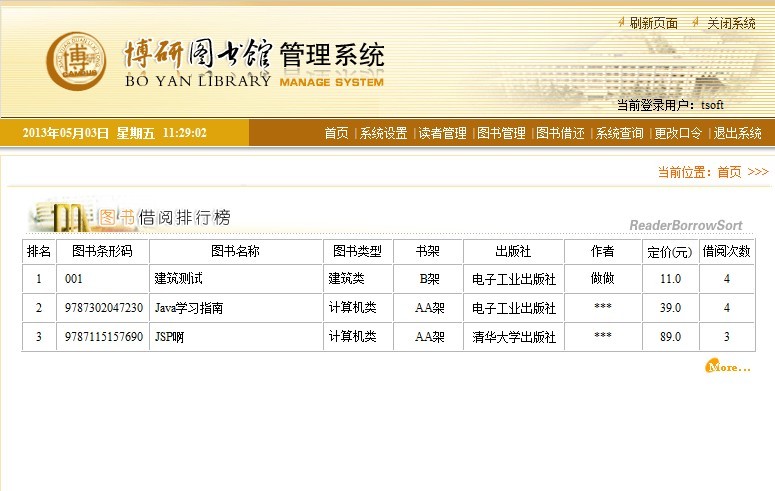 刷新页面 关闭系统
博研图书馆管理系统
BO YAN LIBRARY MANAGE SYSTEM
当前登录用户：tsoft
2013年05月03日 星期五 11:29:02 首页 | 系统设置 | 读者管理 | 图书管理 | 图书借还 | 系统查询 | 更改口令 | 退出系统
当前位置：首页 >>>
图书借阅排行榜
ReaderBorrowSort
排名 图书条形码 图书名称 图书类型 书架 出版社 作者 定价(元) 借阅次数
1 001 建筑测试 建筑类 B架 电子工业出版社 做做 11.0 4
2 9787302047230 Java学习指南 计算机类 AA架 电子工业出版社 *** 39.0 4
3 9787115157690 JSP啊 计算机类 AA架 清华大学出版社 *** 89.0 3
More...